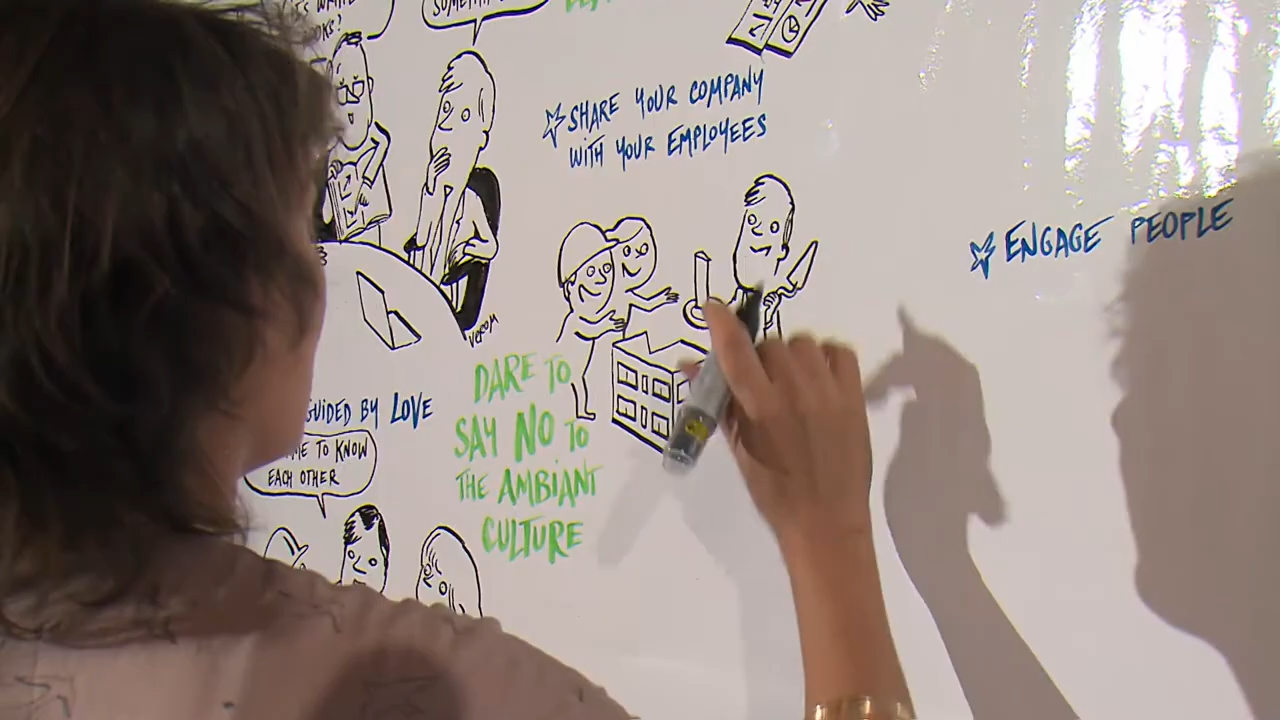 SHARE YOUR COMPANY
WITH YOUR EMPLOYEES
ENGAGE PEOPLE
VEROM
DARE TO
SAY NO TO
THE AMBIANT
CULTURE
GUIDED BY LOVE
TO KNOW
EACH OTHER